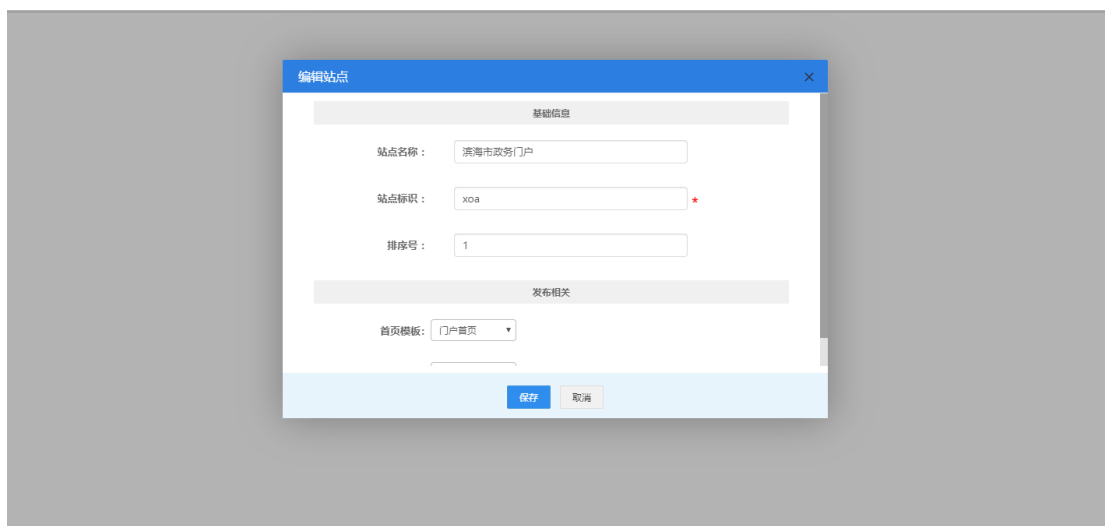 编辑站点
基础信息
站点名称：
滨海市政务门户
站点标识：
xoa
*
排序号：
1
发布相关
首页模板：
门户首页
保存
取消